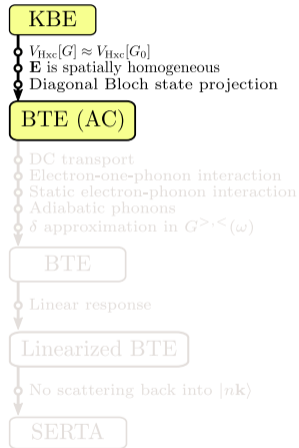 KBE
V_Hxc[G] ≈ V_Hxc[G_0]
E is spatially homogeneous
Diagonal Bloch state projection
BTE (AC)
DC transport
Electron-one-phonon interaction
Static electron-phonon interaction
Adiabatic phonons
δ approximation in G^{>,<}(ω)
BTE
Linear response
Linearized BTE
No scattering back into |nk⟩
SERTA